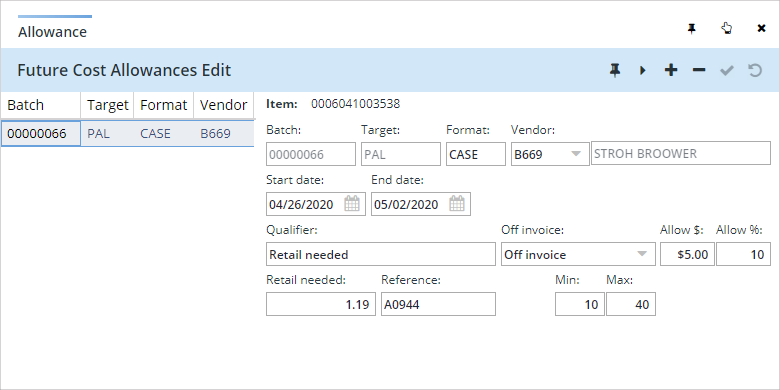 Allowance
Future Cost Allowances Edit
Batch Target Format Vendor
00000066 PAL CASE B669
Item: 0006041003538
Batch: Target: Format: Vendor:
00000066 PAL CASE B669 STROH BROOWER
Start date: End date:
04/26/2020 05/02/2020
Qualifier: Off invoice: Allow $: Allow %:
Retail needed Off invoice $5.00 10
Retail needed: Reference: Min: Max:
1.19 A0944 10 40